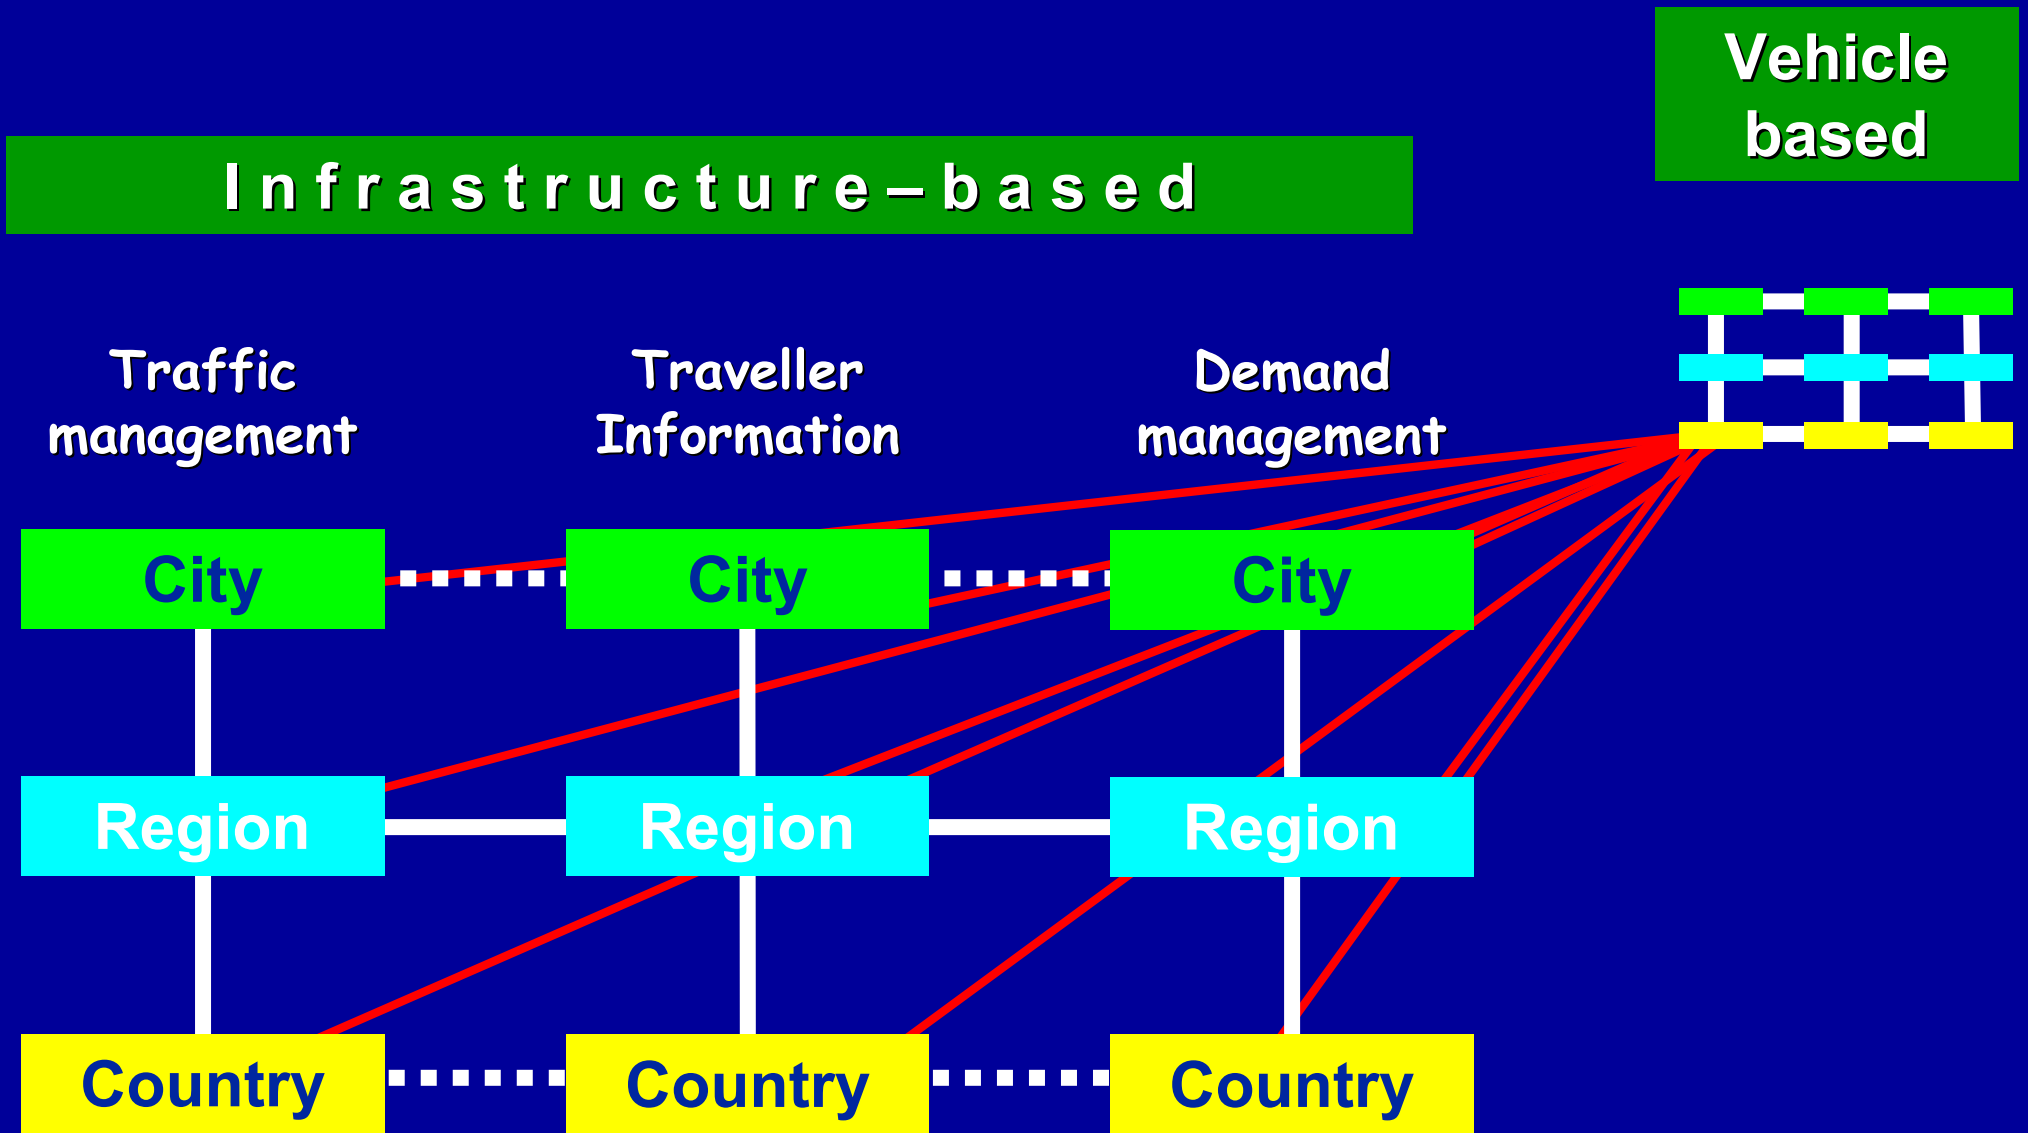 Vehicle
based
Infrastructure–based
Traffic
management
Traveller
Information
Demand
management
City
City
City
Region
Region
Region
Country
Country
Country